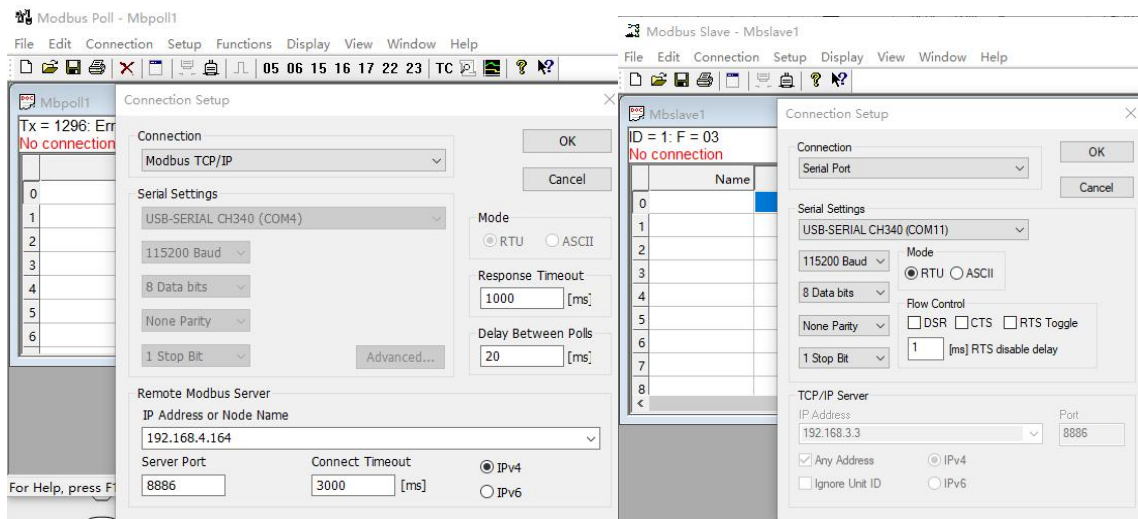 Modbus Poll - Mbpoll1
File Edit Connection Setup Functions Display View Window Help
05 06 15 16 17 22 23 TC
Mbpoll1
Tx = 1296: Err
No connection
0
1
2
3
4
5
6
For Help, press F1
Connection Setup
Connection
Modbus TCP/IP
OK
Cancel
Serial Settings
USB-SERIAL CH340 (COM4)
115200 Baud
8 Data bits
None Parity
1 Stop Bit
Advanced...
Mode
RTU ASCII
Response Timeout
1000 [ms]
Delay Between Polls
20 [ms]
Remote Modbus Server
IP Address or Node Name
192.168.4.164
Server Port Connect Timeout
8886 3000 [ms]
IPv4
IPv6
Modbus Slave - Mbslave1
File Edit Connection Setup Display View Window Help
Mbslave1
ID = 1: F = 03
No connection
Name
0
1
2
3
4
5
6
7
8
Connection Setup
Connection
Serial Port
OK
Cancel
Serial Settings
USB-SERIAL CH340 (COM11)
115200 Baud
8 Data bits
None Parity
1 Stop Bit
Mode
RTU ASCII
Flow Control
DSR CTS RTS Toggle
1 [ms] RTS disable delay
TCP/IP Server
IP Address Port
192.168.3.3 8886
Any Address IPv4
Ignore Unit ID IPv6